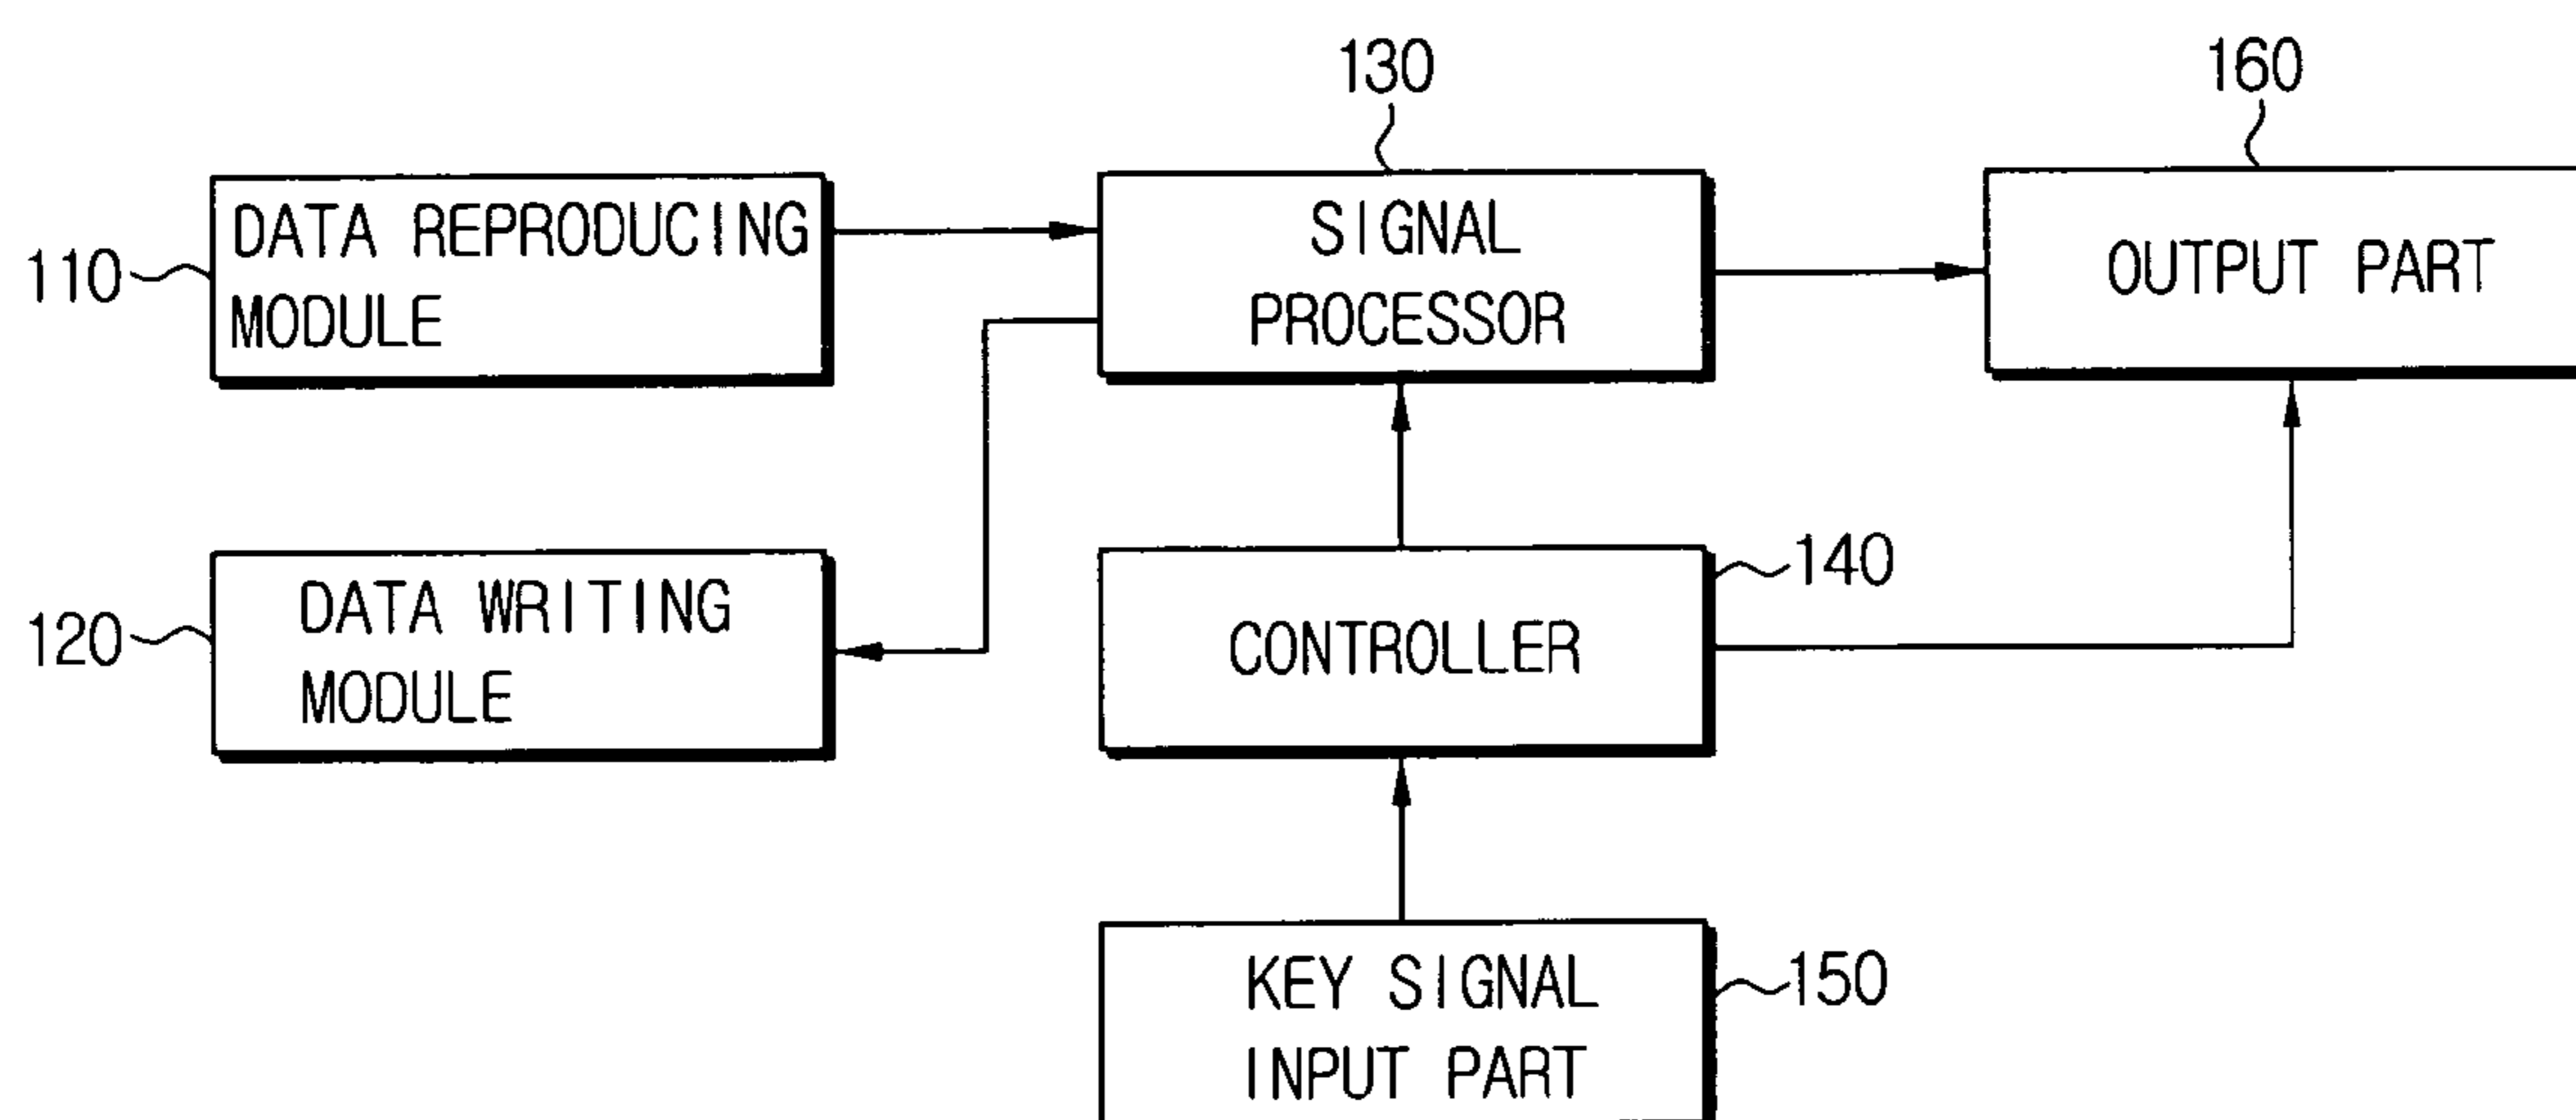 130
160
110
DATA REPRODUCING
MODULE
SIGNAL
PROCESSOR
OUTPUT PART
120
DATA WRITING
MODULE
CONTROLLER
140
KEY SIGNAL
INPUT PART
150